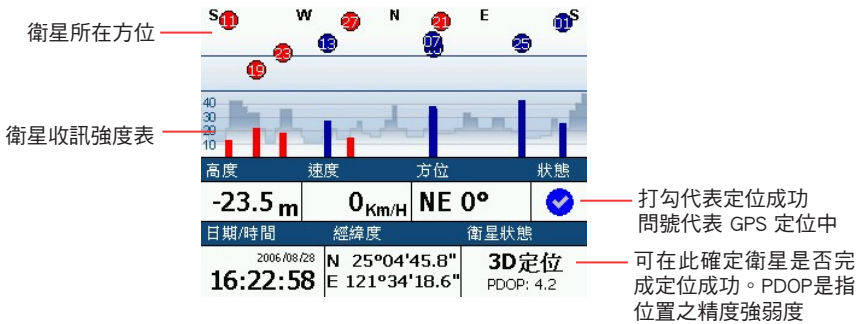 S W N E S
11 27 21 01
衛星所在方位
13 07 25
23
19
40
30
20
10
衛星收訊強度表
高度 速度 方位 狀態
-23.5 m 0 Km/H NE 0°
打勾代表定位成功
問號代表 GPS 定位中
日期/時間 經緯度 衛星狀態
2006/08/28
16:22:58
N 25°04'45.8"
E 121°34'18.6"
3D定位
PDOP: 4.2
可在此確定衛星是否完
成定位成功。PDOP是指
位置之精度強弱度